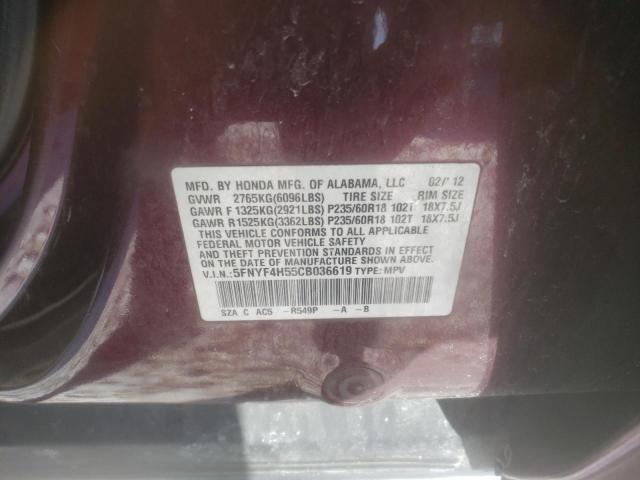 MFD. BY HONDA MFG. OF ALABAMA, LLC 02/12
GVWR 2765KG(6096LBS) TIRE SIZE RIM SIZE
GAWR F 1325KG(2921LBS) P235/60R18 102T 18X7.5J
GAWR R 1525KG(3362LBS) P235/60R18 102T 18X7.5J
THIS VEHICLE CONFORMS TO ALL APPLICABLE
FEDERAL MOTOR VEHICLE SAFETY
AND THEFT PREVENTION STANDARDS IN EFFECT
ON THE DATE OF MANUFACTURE SHOWN ABOVE.
V.I.N.:5FNYF4H55CB036619 TYPE: MPV
SZA C AC5 -R549P -A -B